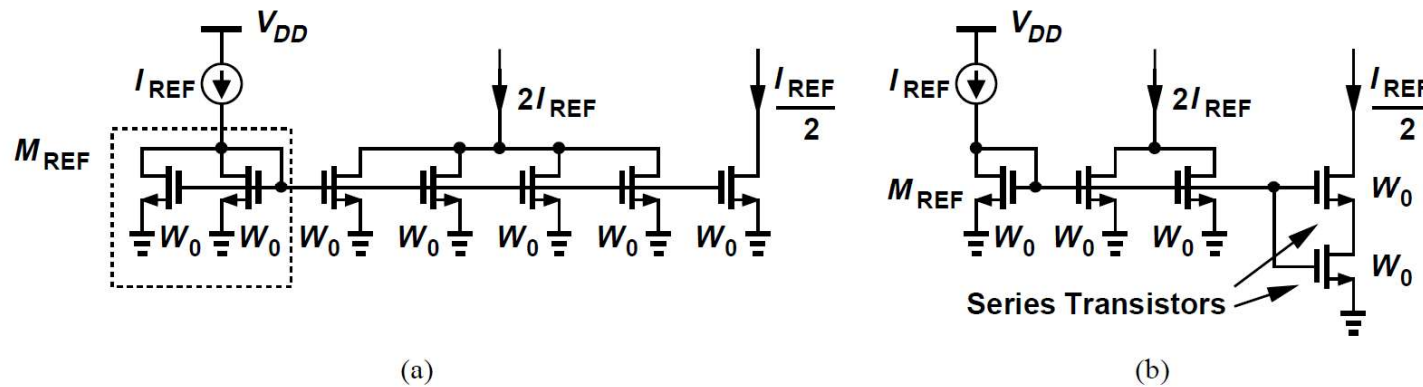 V_DD
I_REF
2I_REF
I_REF
2
M_REF
W_0 W_0 W_0 W_0 W_0 W_0 W_0
(a)
V_DD
I_REF
2I_REF
I_REF
2
M_REF
W_0 W_0 W_0
W_0
W_0
Series Transistors
(b)